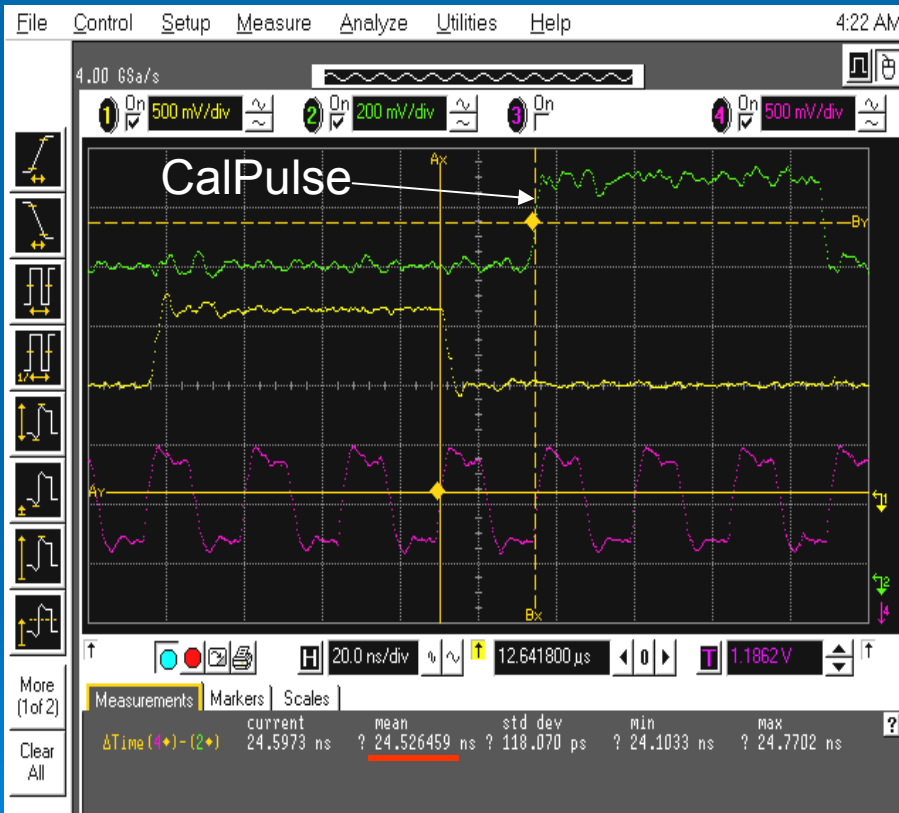 File Control Setup Measure Analyze Utilities Help 4:22 AM
4.00 GSa/s
1 On 500 mV/div 2 On 200 mV/div 3 On 4 On 500 mV/div
Ax
CalPulse
By
Ay
Bx
1
2
4
H 20.0 ns/div 12.641800 µs 0 T 1.1862 V
More
(1of 2)
Clear
All
Measurements Markers Scales
current mean std dev min max
ΔTime(4♦)-(2♦) 24.5973 ns ? 24.526459 ns ? 118.070 ps ? 24.1033 ns ? 24.7702 ns
?
1/